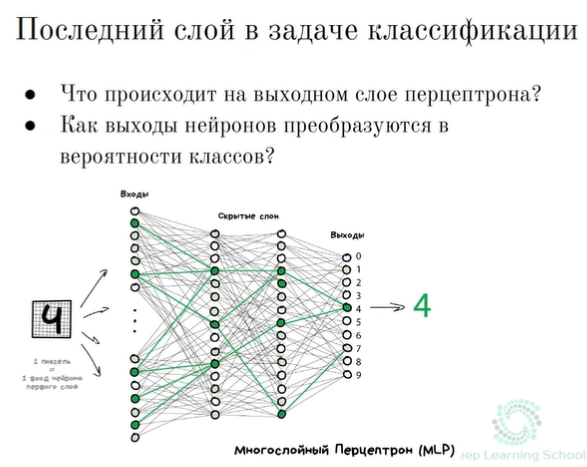 Последний слой в задаче классификации
Что происходит на выходном слое перцептрона?
Как выходы нейронов преобразуются в
вероятности классов?
Входы
Скрытые слои
Выходы
0
1
2
3
4
5
6
7
8
9
4
4
1 пиксель
=
1 вход нейрона
первого слоя
Многослойный Перцептрон (MLP)
eep Learning School